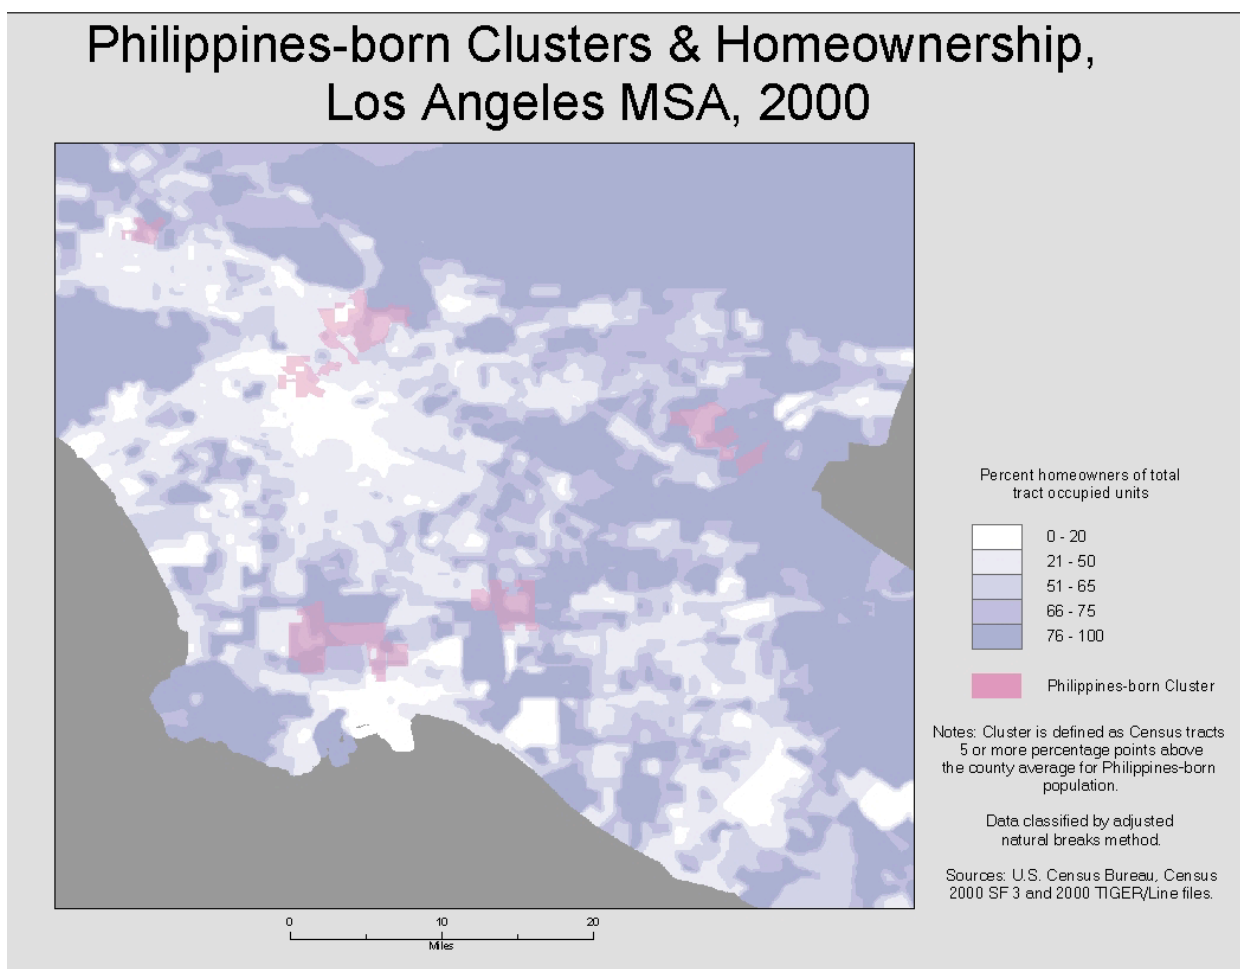 Philippines-born Clusters & Homeownership,
Los Angeles MSA, 2000
Percent homeowners of total
tract occupied units
0 - 20
21 - 50
51 - 65
66 - 75
76 - 100
Philippines-born Cluster
Notes: Cluster is defined as Census tracts
5 or more percentage points above
the county average for Philippines-born
population.
Data classified by adjusted
natural breaks method.
Sources: U.S. Census Bureau, Census
2000 SF 3 and 2000 TIGER/Line files.
0 10 20
Miles